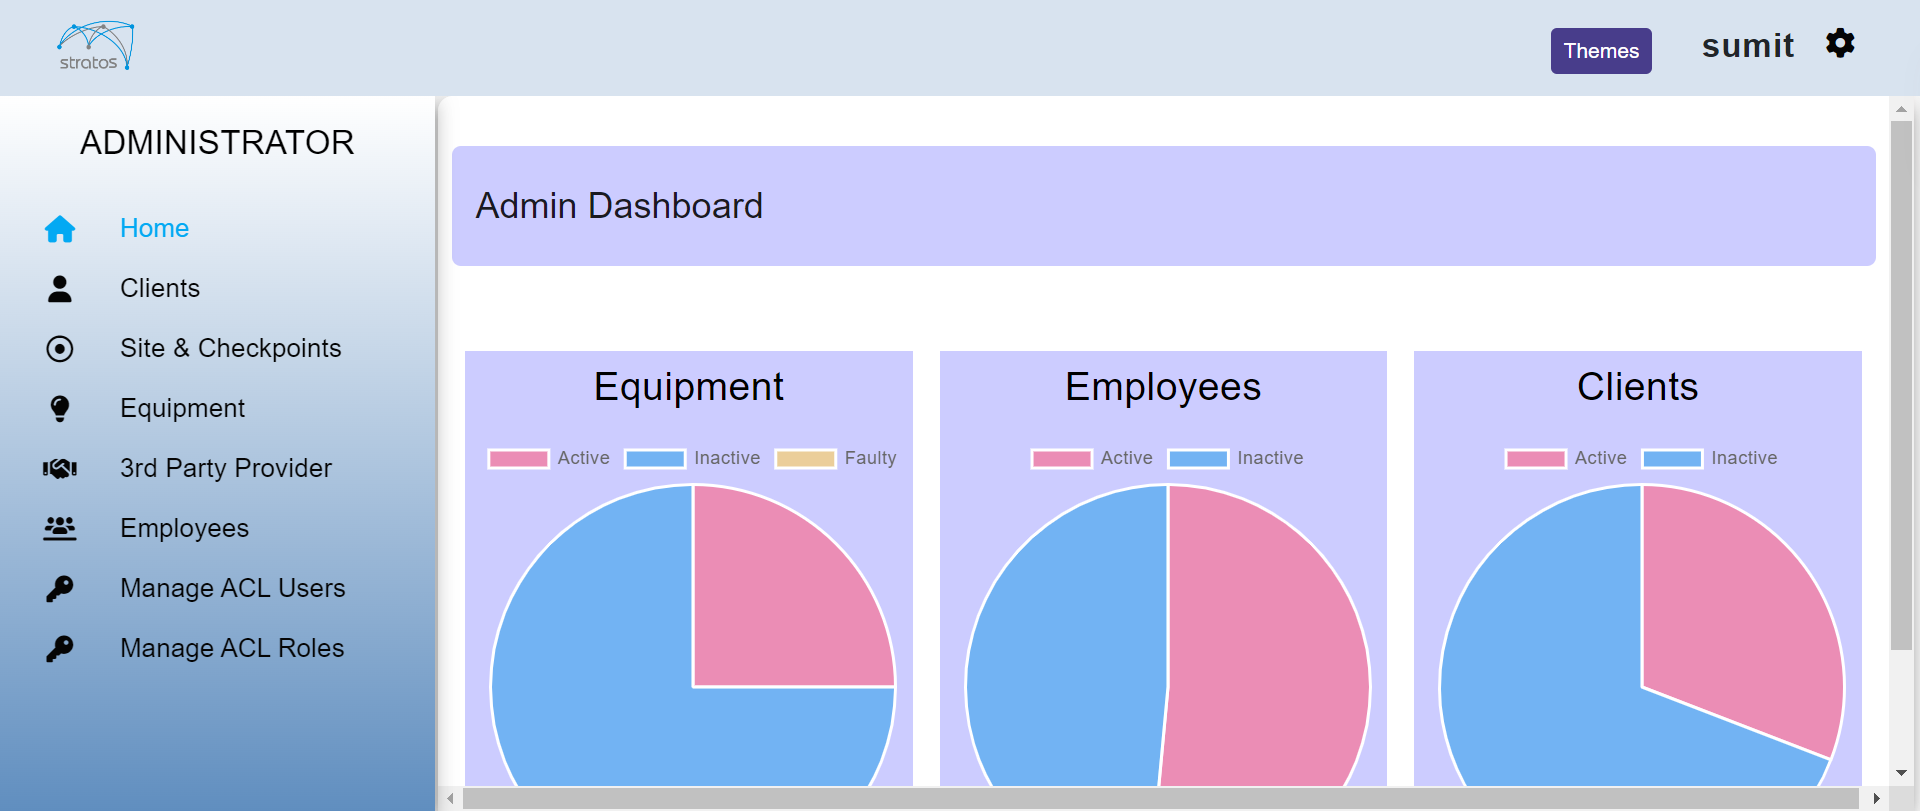 stratos
Themes
sumit
ADMINISTRATOR
Home
Clients
Site & Checkpoints
Equipment
3rd Party Provider
Employees
Manage ACL Users
Manage ACL Roles
Admin Dashboard
Equipment
Active Inactive Faulty
Employees
Active Inactive
Clients
Active Inactive